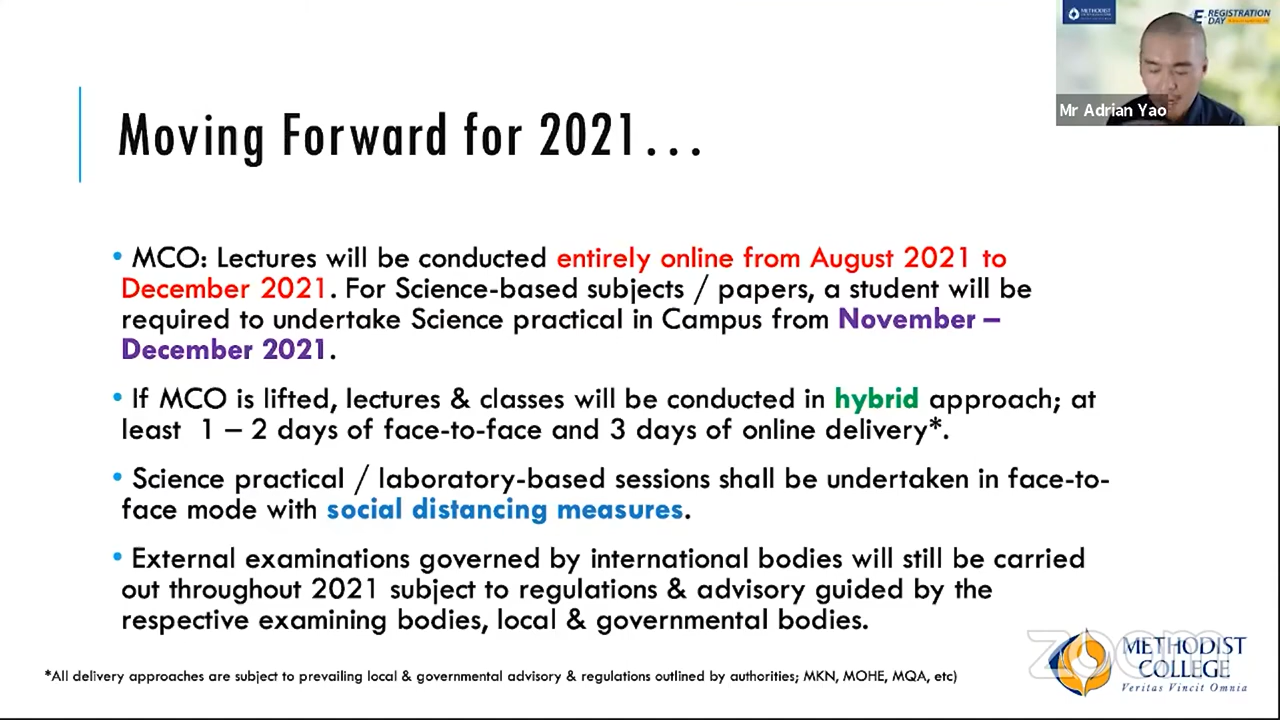 METHODIST
E-REGISTRATION
DAY
Mr Adrian Yao
Moving Forward for 2021...
• MCO: Lectures will be conducted entirely online from August 2021 to
December 2021. For Science-based subjects / papers, a student will be
required to undertake Science practical in Campus from November –
December 2021.
• If MCO is lifted, lectures & classes will be conducted in hybrid approach; at
least 1 – 2 days of face-to-face and 3 days of online delivery*.
• Science practical / laboratory-based sessions shall be undertaken in face-to-
face mode with social distancing measures.
• External examinations governed by international bodies will still be carried
out throughout 2021 subject to regulations & advisory guided by the
respective examining bodies, local & governmental bodies.
*All delivery approaches are subject to prevailing local & governmental advisory & regulations outlined by authorities; MKN, MOHE, MQA, etc)
zoom
METHODIST
COLLEGE
Veritas Vincit Omnia